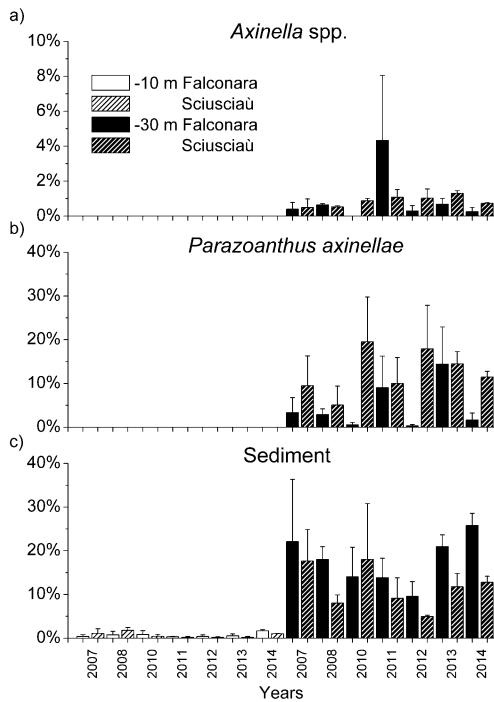 a)
Axinella spp.
10%
8%
6%
4%
2%
0%
-10 m Falconara
Sciusciaù
-30 m Falconara
Sciusciaù
b)
Parazoanthus axinellae
40%
30%
20%
10%
0%
c)
Sediment
40%
30%
20%
10%
0%
2007 2008 2010 2011 2012 2013 2014 2007 2008 2010 2011 2012 2013 2014
Years